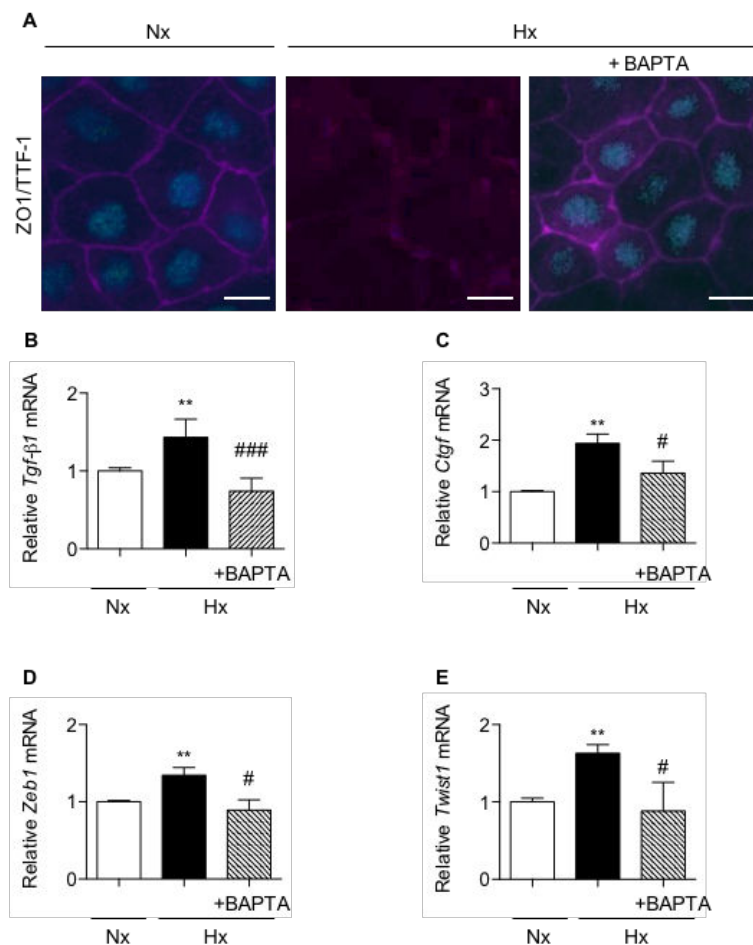 A
Nx
Hx
+ BAPTA
ZO1/TTF-1
B
Relative Tgf-β1 mRNA
2
1
0
**
###
+BAPTA
Nx
Hx
C
Relative Ctgf mRNA
3
2
1
0
**
#
+BAPTA
Nx
Hx
D
Relative Zeb1 mRNA
2
1
0
**
#
+BAPTA
Nx
Hx
E
Relative Twist1 mRNA
2
1
0
**
#
+BAPTA
Nx
Hx